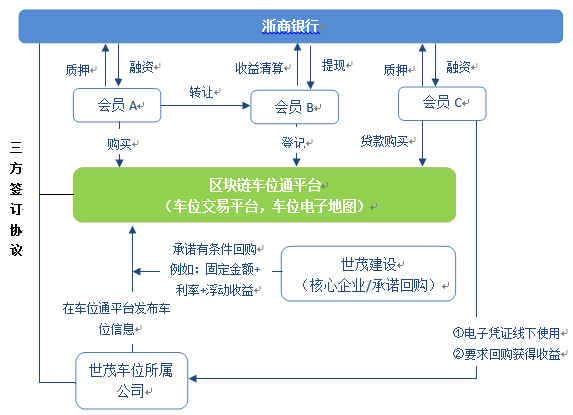 浙商银行
质押
融资
收益清算
提现
质押
融资
会员 A
转让
会员 B
会员 C
购买
登记
贷款购买
三方签订协议
区块链车位通平台
（车位交易平台，车位电子地图）
承诺有条件回购
例如：固定金额+
利率+浮动收益
世茂建设
（核心企业/承诺回购）
在车位通平台发布车
位信息
①电子凭证线下使用
②要求回购获得收益
世茂车位所属
公司